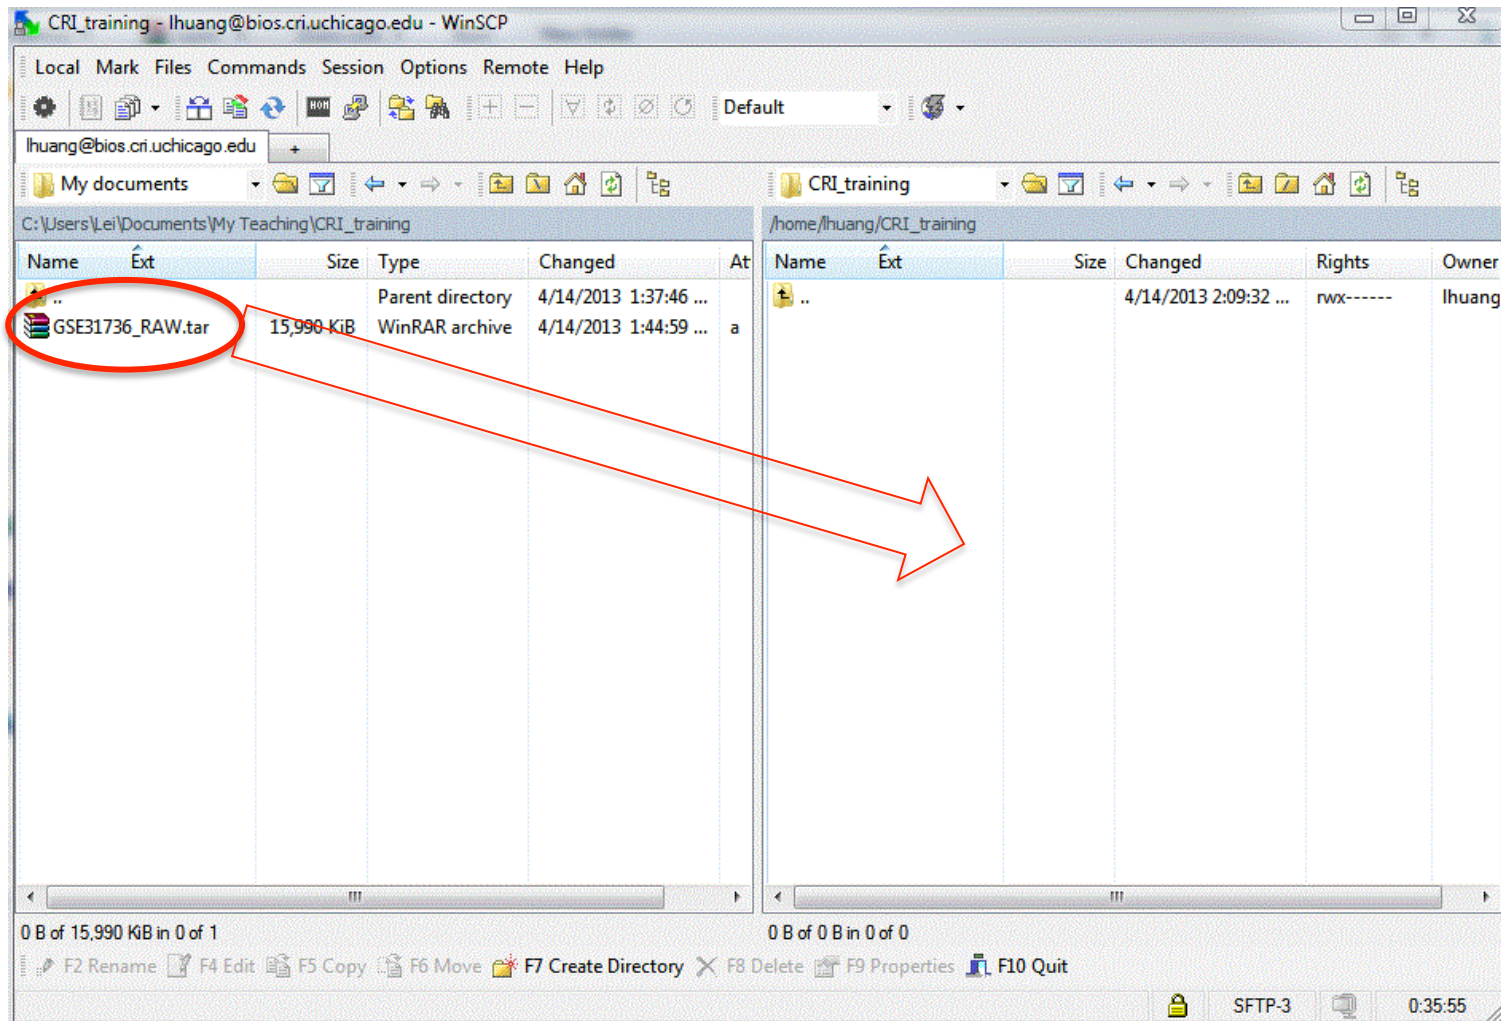 CRI_training - lhuang@bios.cri.uchicago.edu - WinSCP
Local Mark Files Commands Session Options Remote Help
Default
lhuang@bios.cri.uchicago.edu +
My documents CRI_training
C:\Users\Lei\Documents\My Teaching\CRI_training /home/lhuang/CRI_training
Name Ext Size Type Changed At Name Ext Size Changed Rights Owner
.. Parent directory 4/14/2013 1:37:46 ... .. 4/14/2013 2:09:32 ... rwx------ lhuang
GSE31736_RAW.tar 15,990 KiB WinRAR archive 4/14/2013 1:44:59 ... a
0 B of 15,990 KiB in 0 of 1 0 B of 0 B in 0 of 0
F2 Rename F4 Edit F5 Copy F6 Move F7 Create Directory F8 Delete F9 Properties F10 Quit
SFTP-3 0:35:55